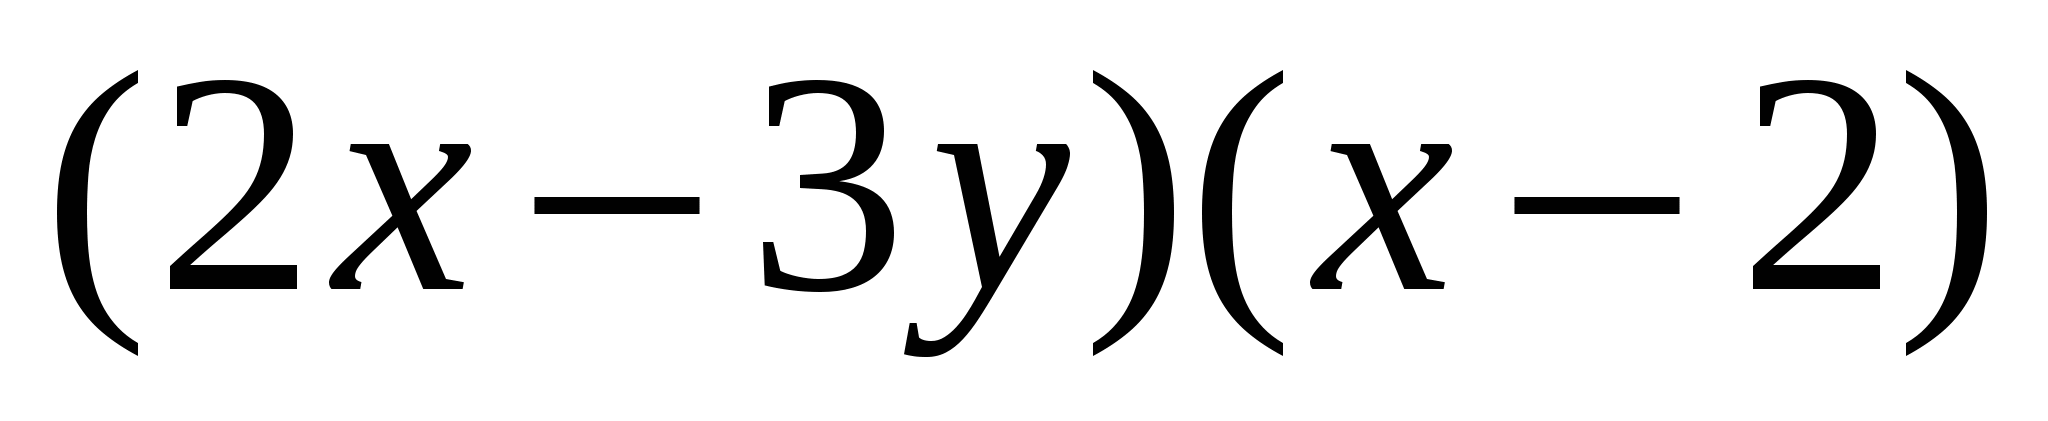 (2x − 3y)(x − 2)